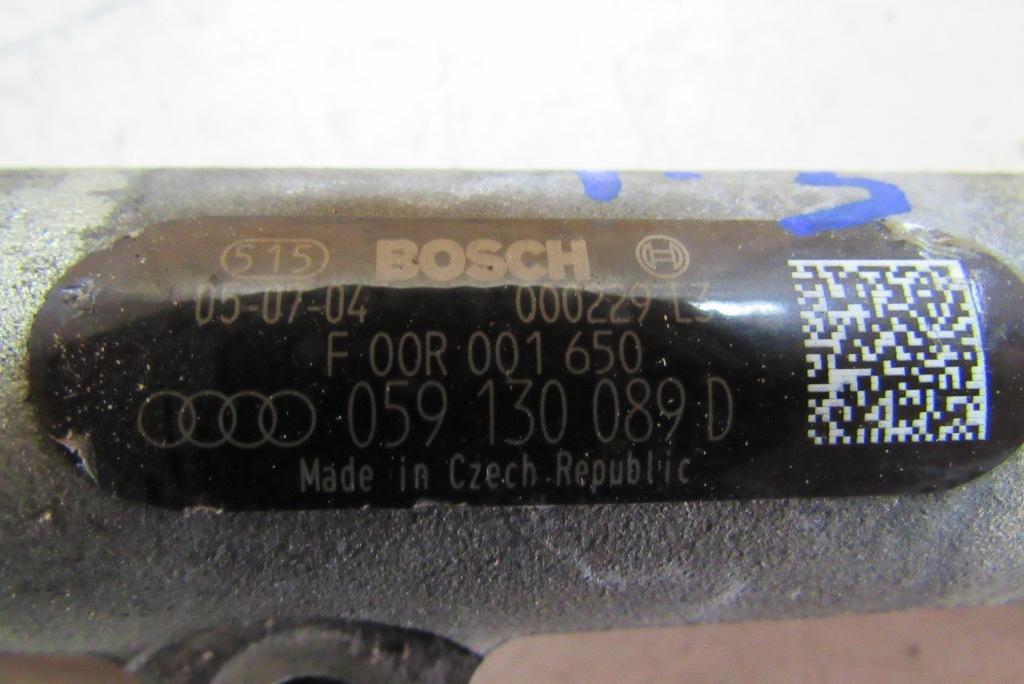 515 BOSCH
05-07-04 000229 L3
F 00R 001 650
059 130 089 D
Made in Czech Republic